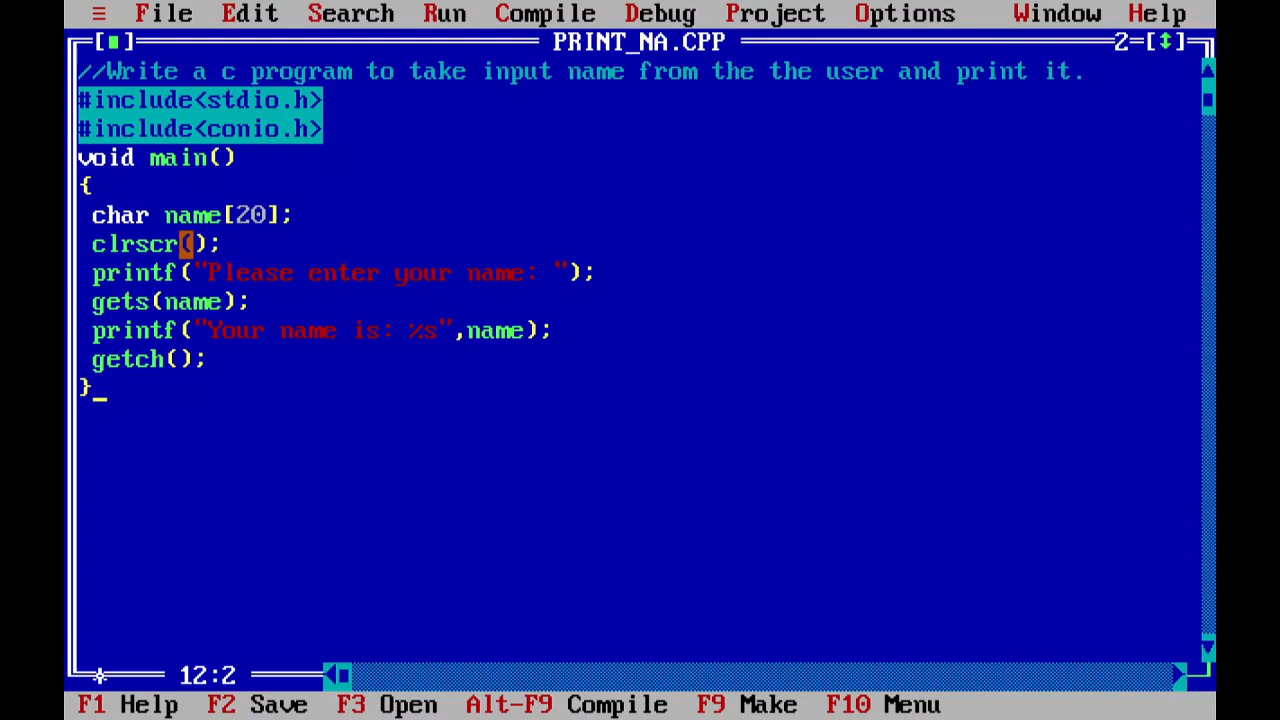 ≡ File Edit Search Run Compile Debug Project Options Window Help
[■] PRINT_NA.CPP 2=[↕]
//Write a c program to take input name from the the user and print it.
#include<stdio.h>
#include<conio.h>
void main()
{
char name[20];
clrscr();
printf("Please enter your name: ");
gets(name);
printf("Your name is: %s",name);
getch();
}
12:2
F1 Help F2 Save F3 Open Alt-F9 Compile F9 Make F10 Menu